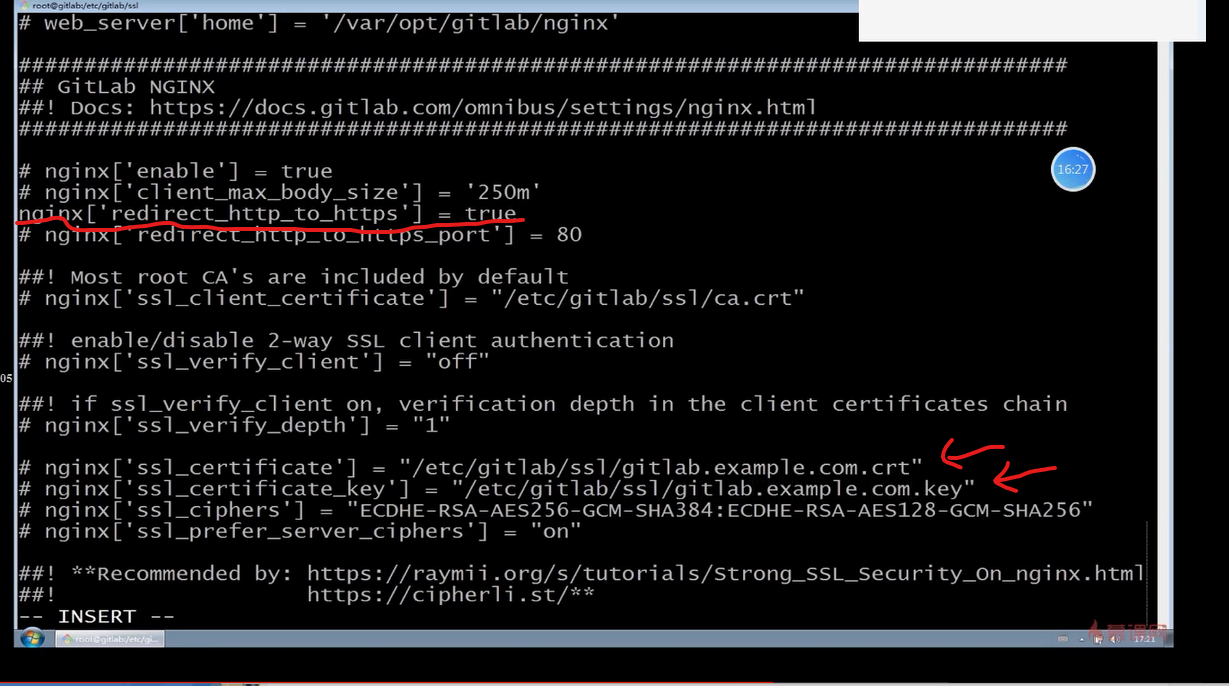 root@gitlab:/etc/gitlab/ssl
# web_server['home'] = '/var/opt/gitlab/nginx'
################################################################################
## GitLab NGINX
##! Docs: https://docs.gitlab.com/omnibus/settings/nginx.html
################################################################################
# nginx['enable'] = true
# nginx['client_max_body_size'] = '250m'
nginx['redirect_http_to_https'] = true
# nginx['redirect_http_to_https_port'] = 80
##! Most root CA's are included by default
# nginx['ssl_client_certificate'] = "/etc/gitlab/ssl/ca.crt"
##! enable/disable 2-way SSL client authentication
# nginx['ssl_verify_client'] = "off"
##! if ssl_verify_client on, verification depth in the client certificates chain
# nginx['ssl_verify_depth'] = "1"
# nginx['ssl_certificate'] = "/etc/gitlab/ssl/gitlab.example.com.crt"
# nginx['ssl_certificate_key'] = "/etc/gitlab/ssl/gitlab.example.com.key"
# nginx['ssl_ciphers'] = "ECDHE-RSA-AES256-GCM-SHA384:ECDHE-RSA-AES128-GCM-SHA256"
# nginx['ssl_prefer_server_ciphers'] = "on"
##! **Recommended by: https://raymii.org/s/tutorials/Strong_SSL_Security_On_nginx.html
##! https://cipherli.st/**
-- INSERT --
16:27
05
root@gitlab:/etc/gi...
慕课网
17:21